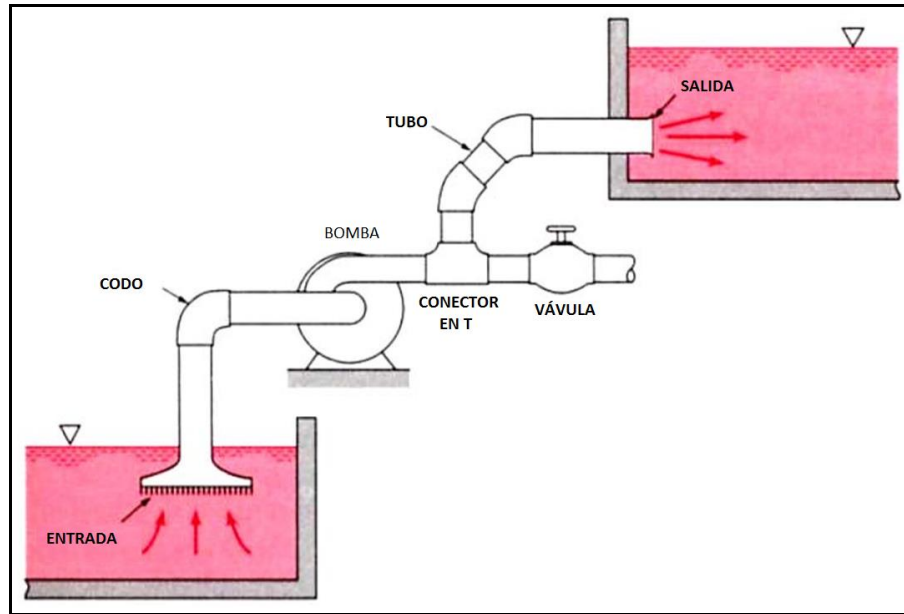 SALIDA
TUBO
BOMBA
CODO
CONECTOR
EN T
VÁVULA
ENTRADA